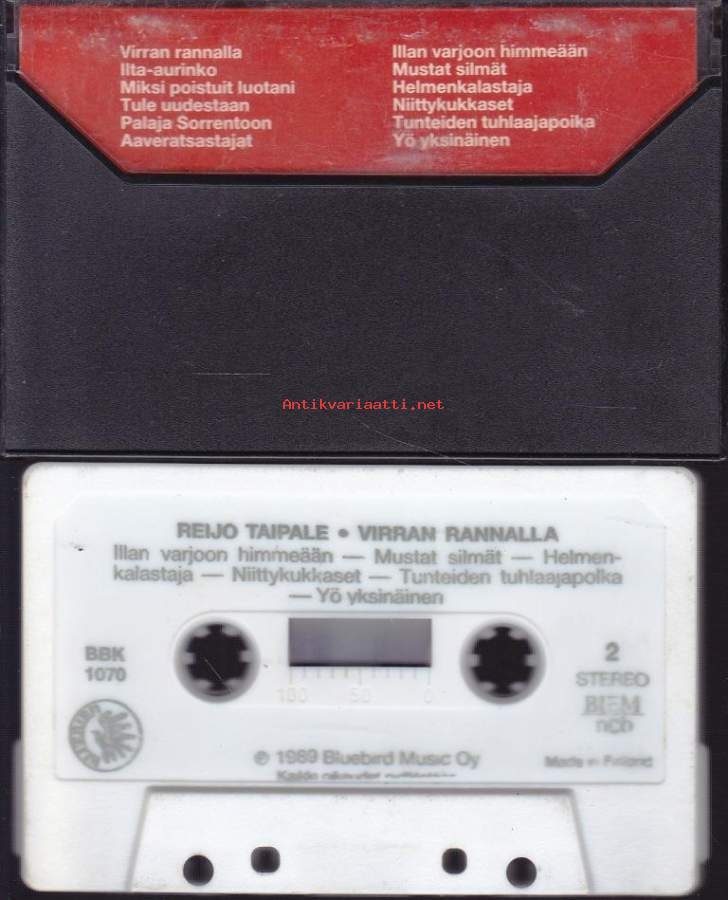 Virran rannalla
Ilta-aurinko
Miksi poistuit luotani
Tule uudestaan
Palaja Sorrentoon
Aaveratsastajat
Illan varjoon himmeään
Mustat silmät
Helmenkalastaja
Niittykukkaset
Tunteiden tuhlaajapoika
Yö yksinäinen
Antikvariaatti.net
REIJO TAIPALE • VIRRAN RANNALLA
Illan varjoon himmeään — Mustat silmät — Helmen-
kalastaja — Niittykukkaset — Tunteiden tuhlaajapoika
— Yö yksinäinen
BBK
1070
100 50 0
2
STEREO
BIEM
ncb
℗ 1989 Bluebird Music Oy
Made in Finland
Kaikki oikeudet